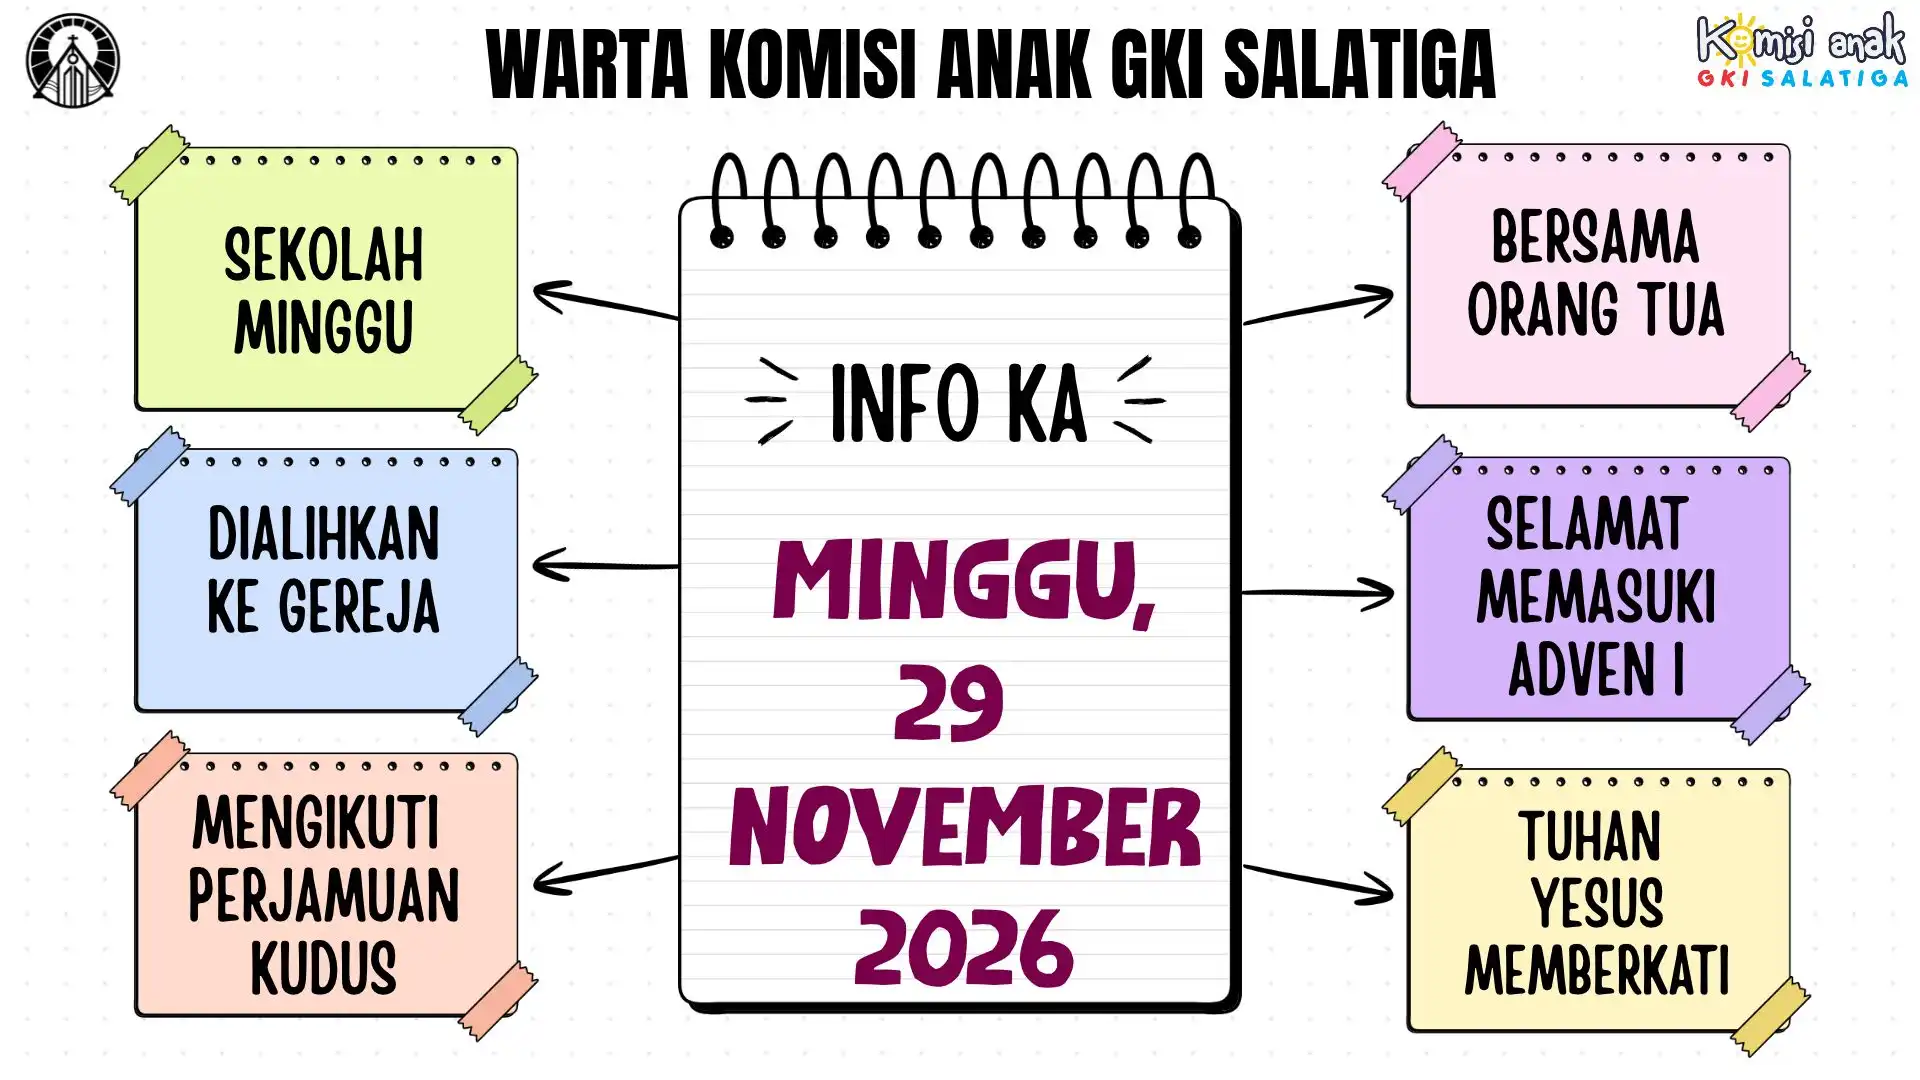 WARTA KOMISI ANAK GKI SALATIGA
Komisi anak
GKI SALATIGA
SEKOLAH
MINGGU
DIALIHKAN
KE GEREJA
MENGIKUTI
PERJAMUAN
KUDUS
INFO KA
MINGGU,
29
NOVEMBER
2026
BERSAMA
ORANG TUA
SELAMAT
MEMASUKI
ADVEN I
TUHAN
YESUS
MEMBERKATI